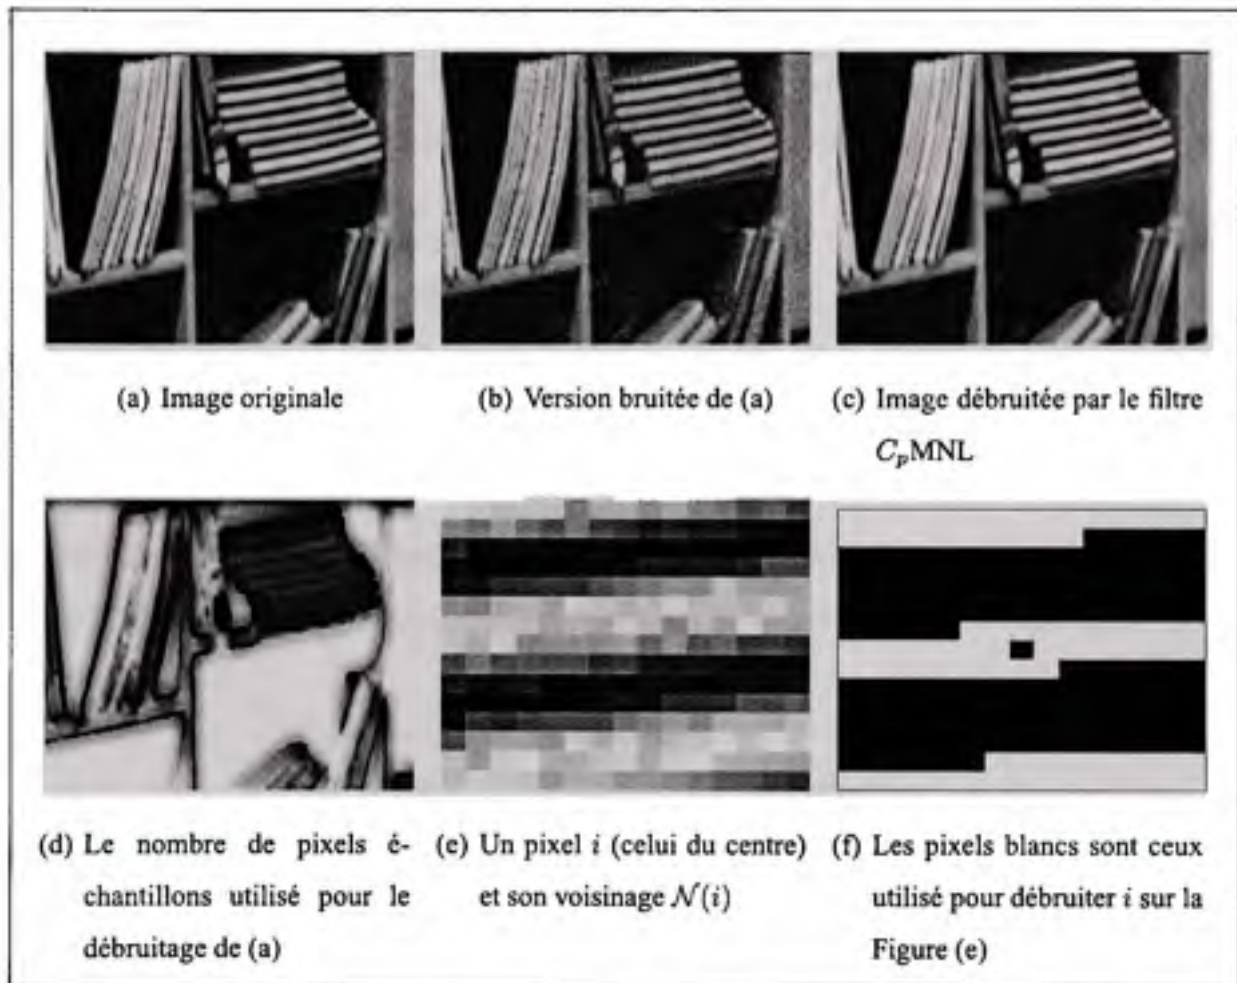 (a) Image originale
(b) Version bruitée de (a)
(c) Image débruitée par le filtre
C_pMNL
(d) Le nombre de pixels é-
chantillons utilisé pour le
débruitage de (a)
(e) Un pixel i (celui du centre)
et son voisinage 𝒩(i)
(f) Les pixels blancs sont ceux
utilisé pour débruiter i sur la
Figure (e)